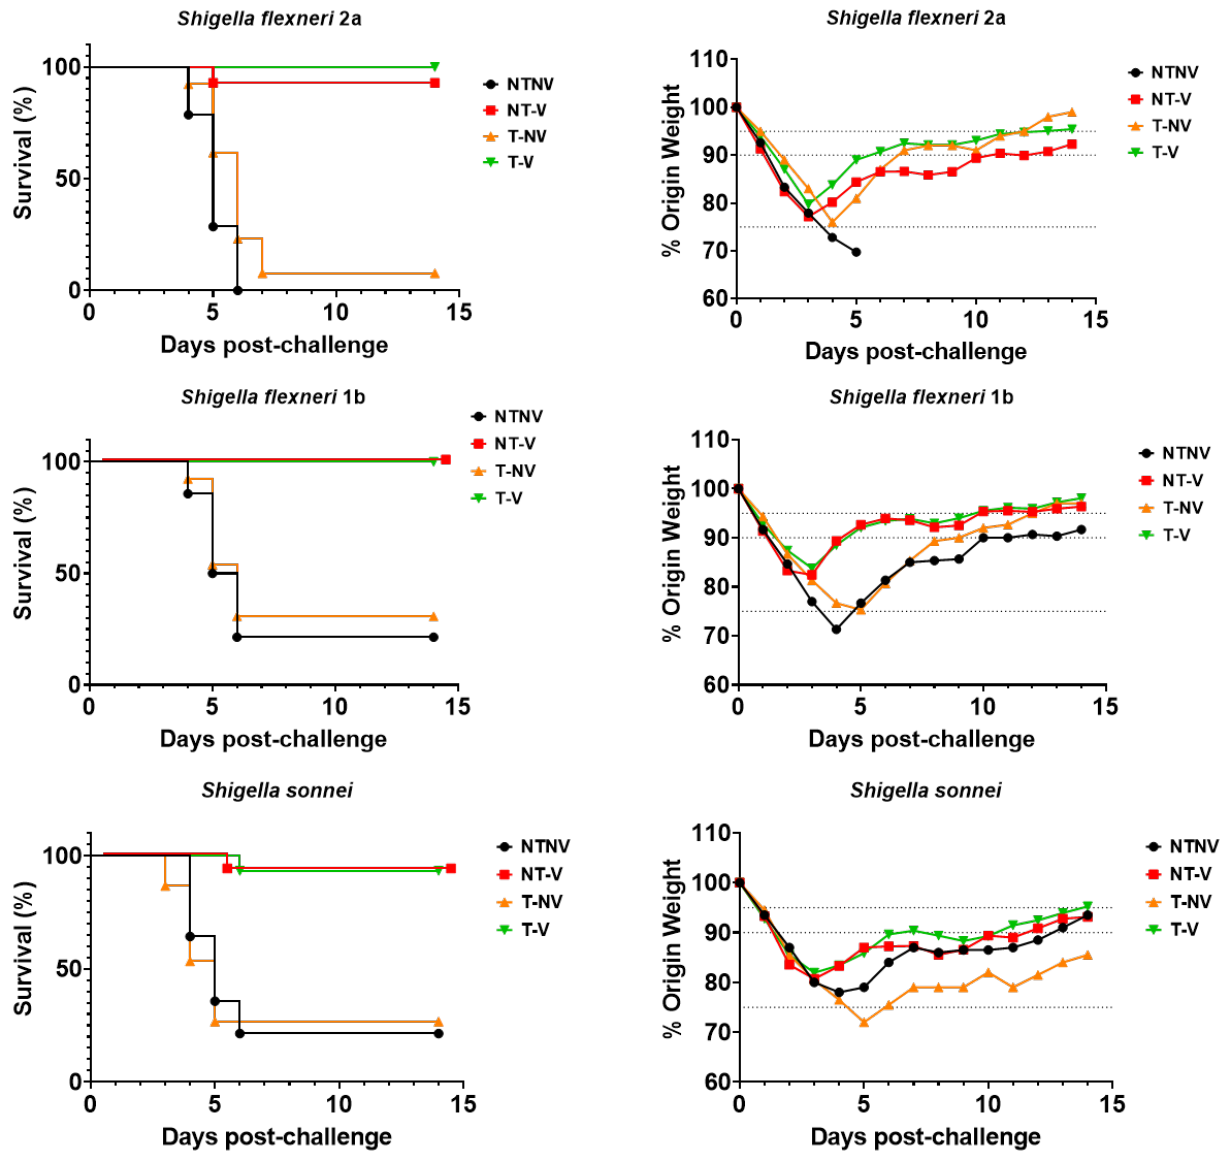 Shigella flexneri 2a
Survival (%)
100
50
0
0 5 10 15
Days post-challenge
NTNV
NT-V
T-NV
T-V
Shigella flexneri 2a
% Origin Weight
110
100
90
80
70
60
0 5 10 15
Days post-challenge
NTNV
NT-V
T-NV
T-V
Shigella flexneri 1b
Survival (%)
100
50
0
0 5 10 15
Days post-challenge
NTNV
NT-V
T-NV
T-V
Shigella flexneri 1b
% Origin Weight
110
100
90
80
70
60
0 5 10 15
Days post-challenge
NTNV
NT-V
T-NV
T-V
Shigella sonnei
Survival (%)
100
50
0
0 5 10 15
Days post-challenge
NTNV
NT-V
T-NV
T-V
Shigella sonnei
% Origin Weight
110
100
90
80
70
60
0 5 10 15
Days post-challenge
NTNV
NT-V
T-NV
T-V